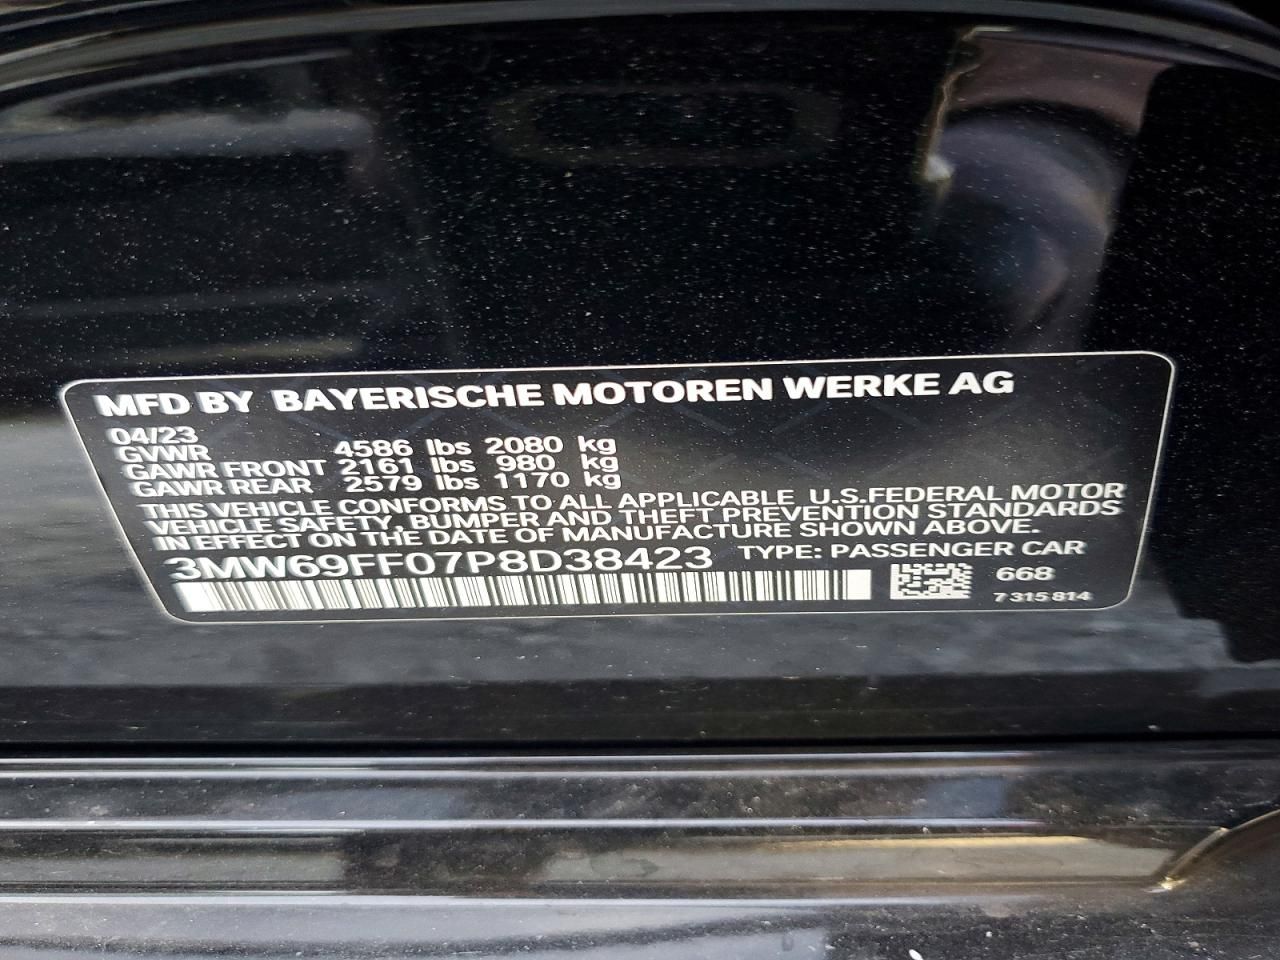 MFD BY BAYERISCHE MOTOREN WERKE AG
04/23
GVWR 4586 lbs 2080 kg
GAWR FRONT 2161 lbs 980 kg
GAWR REAR 2579 lbs 1170 kg
THIS VEHICLE CONFORMS TO ALL APPLICABLE U.S.FEDERAL MOTOR
VEHICLE SAFETY, BUMPER AND THEFT PREVENTION STANDARDS
IN EFFECT ON THE DATE OF MANUFACTURE SHOWN ABOVE.
3MW69FF07P8D38423 TYPE: PASSENGER CAR
668
7 315 814